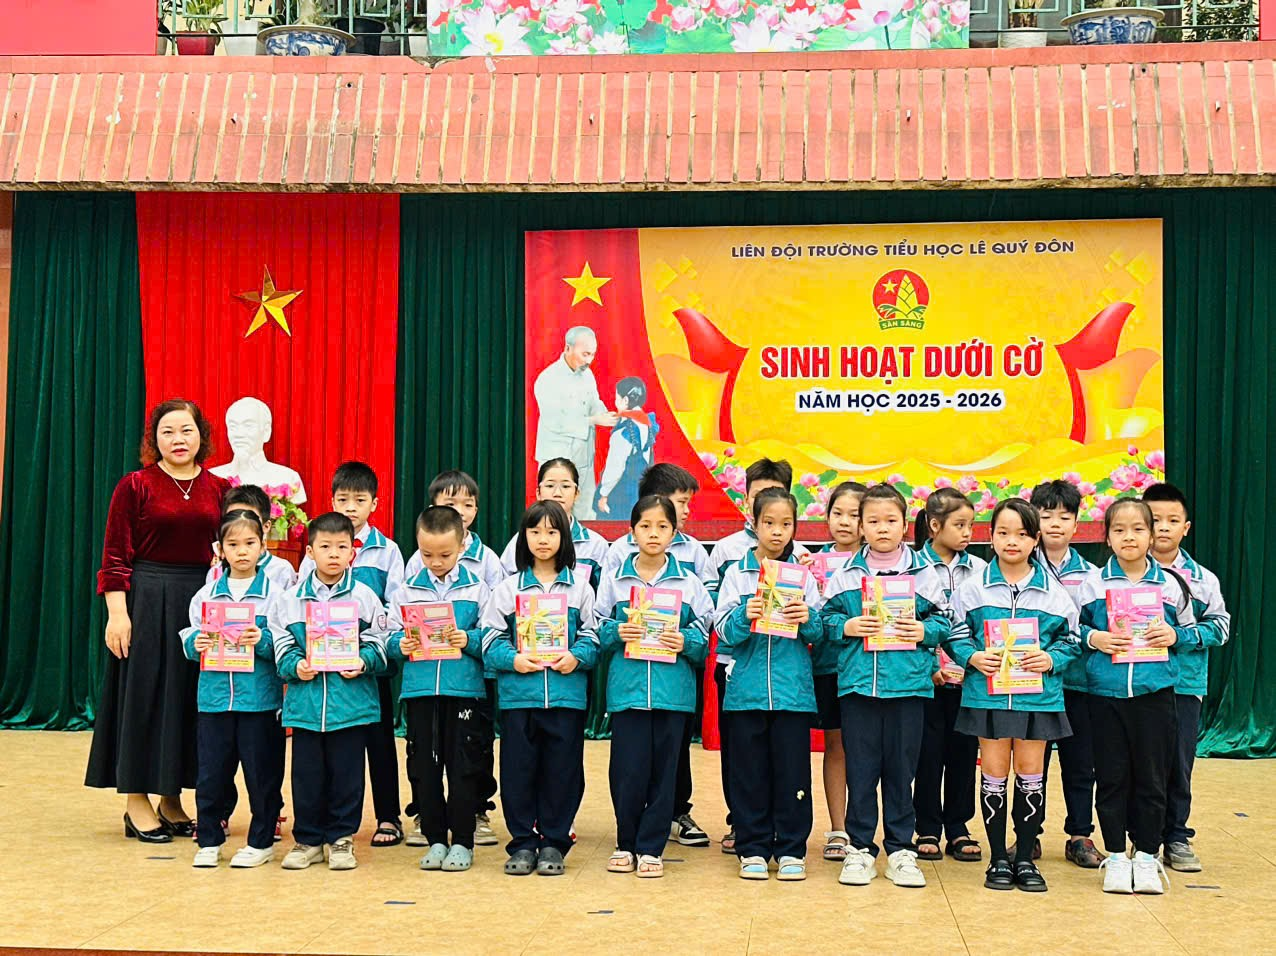 LIÊN ĐỘI TRƯỜNG TIỂU HỌC LÊ QUÝ ĐÔN
SẴN SÀNG
SINH HOẠT DƯỚI CỜ
NĂM HỌC 2025 - 2026